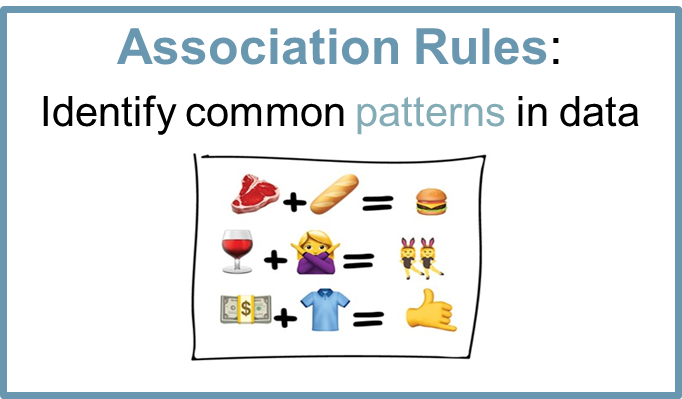 Association Rules:
Identify common patterns in data
+ =
+ =
$ + =